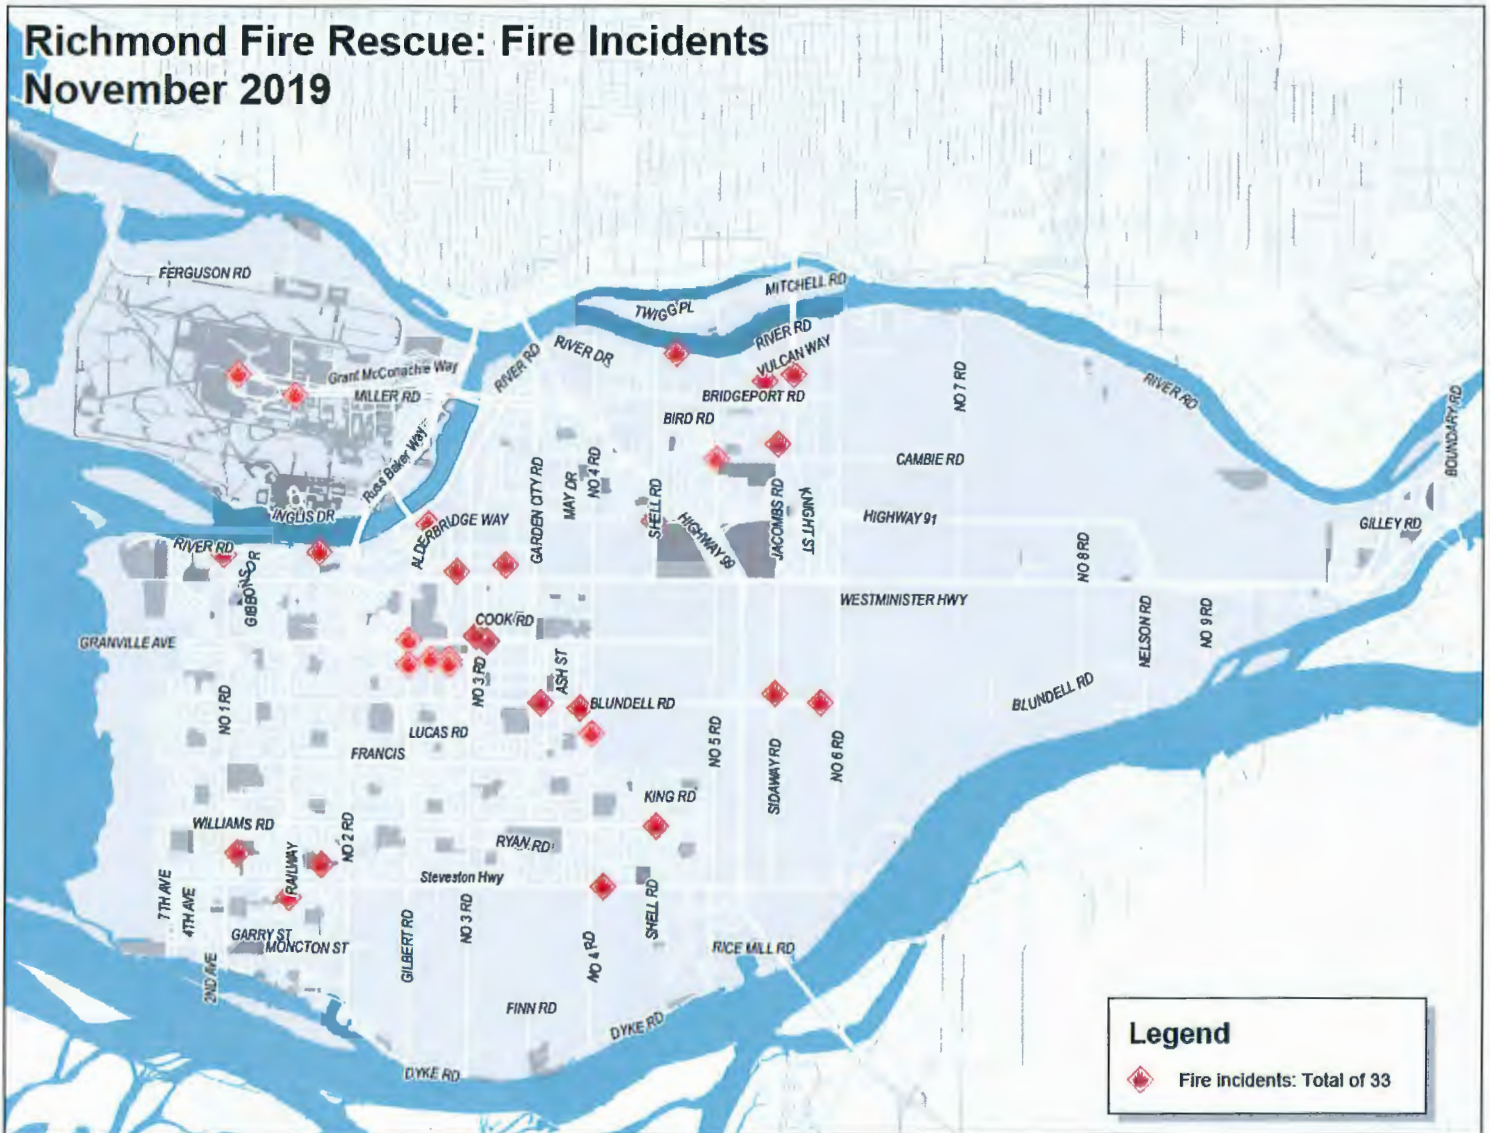 Richmond Fire Rescue: Fire Incidents
November 2019
FERGUSON RD
MITCHELL RD
TWIGG PL
RIVER RD
RIVER DR
RIVER RD
VULCAN WAY
Grant McConachie Way
MILLER RD
BRIDGEPORT RD
NO 7 RD
RIVER RD
BOUNDARY RD
BIRD RD
Russ Baker Way
CAMBIE RD
GARDEN CITY RD
MAY DR
NO 4 RD
SHELL RD
JACOMBS RD
KNIGHT ST
INGLIS DR
ALDERBRIDGE WAY
HIGHWAY 99
HIGHWAY 91
GILLEY RD
RIVER RD
GIBBONS DR
NO 8 RD
WESTMINISTER HWY
COOK RD
NELSON RD
NO 9 RD
GRANVILLE AVE
NO 3 RD
ASH ST
BLUNDELL RD
BLUNDELL RD
NO 1 RD
LUCAS RD
FRANCIS
NO 5 RD
SIDAWAY RD
NO 6 RD
KING RD
WILLIAMS RD
NO 2 RD
RYAN RD
RAILWAY
Steveston Hwy
7TH AVE
4TH AVE
NO 3 RD
SHELL RD
GARRY ST
MONCTON ST
GILBERT RD
NO 4 RD
RICE MILL RD
2ND AVE
FINN RD
DYKE RD
DYKE RD
Legend
Fire incidents: Total of 33